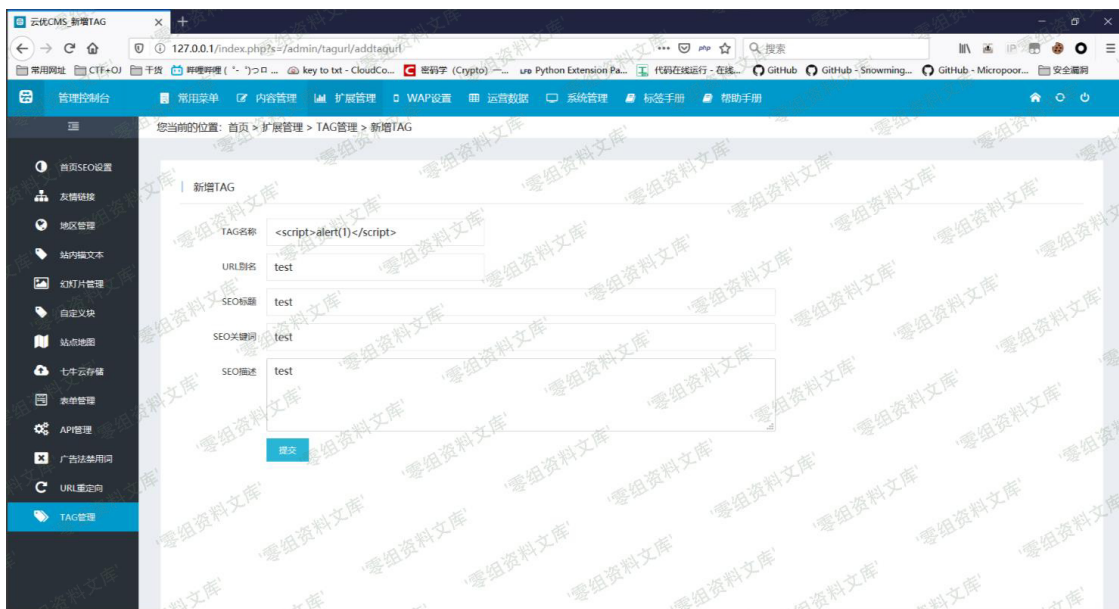 云优CMS_新增TAG
127.0.0.1/index.php?s=/admin/tagurl/addtagurl
php
搜索
IP
常用网址 CTF+OJ 干货 哔哩哔哩 ( ゜- ゜)つロ ... key to txt - CloudCo... 密码学 (Crypto) 一... Python Extension Pa... 代码在线运行 - 在线... GitHub GitHub - Snowming... GitHub - Micropoor... 安全漏洞
管理控制台 常用菜单 内容管理 扩展管理 WAP设置 运营数据 系统管理 标签手册 帮助手册
您当前的位置：首页 > 扩展管理 > TAG管理 > 新增TAG
首页SEO设置
友情链接
地区管理
站内锚文本
幻灯片管理
自定义块
站点地图
七牛云存储
表单管理
API管理
广告法禁用词
URL重定向
TAG管理
新增TAG
TAG名称 <script>alert(1)</script>
URL别名 test
SEO标题 test
SEO关键词 test
SEO描述 test
提交
零组资料文库